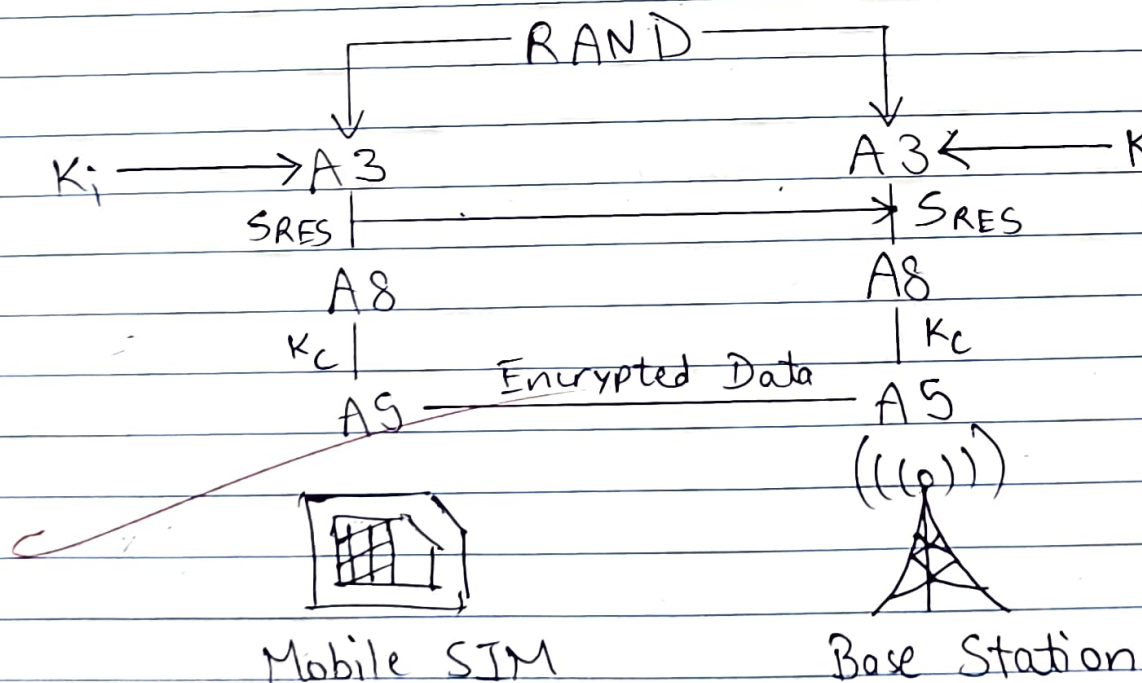 RAND
Ki A3 A3 K
SRES SRES
A8 A8
Kc Kc
Encrypted Data
A5 A5
Mobile SIM Base Station